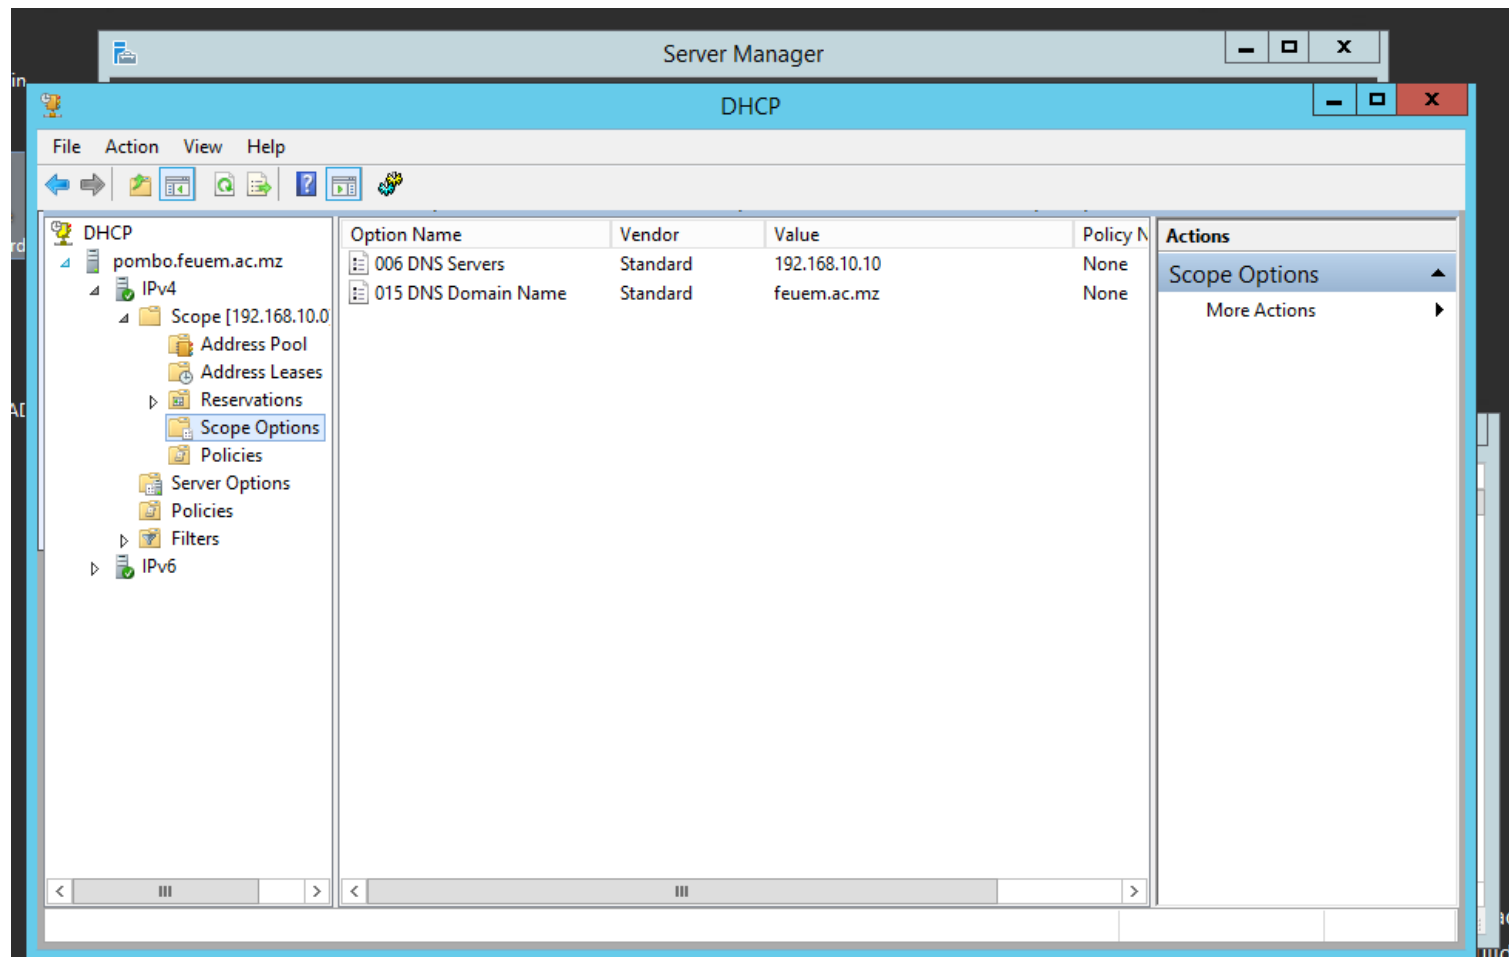 Server Manager
in
DHCP
File Action View Help
DHCP
pombo.feuem.ac.mz
IPv4
Scope [192.168.10.0
Address Pool
Address Leases
Reservations
Scope Options
Policies
Server Options
Policies
Filters
IPv6
Option Name Vendor Value Policy N
006 DNS Servers Standard 192.168.10.10 None
015 DNS Domain Name Standard feuem.ac.mz None
Actions
Scope Options
More Actions
rd